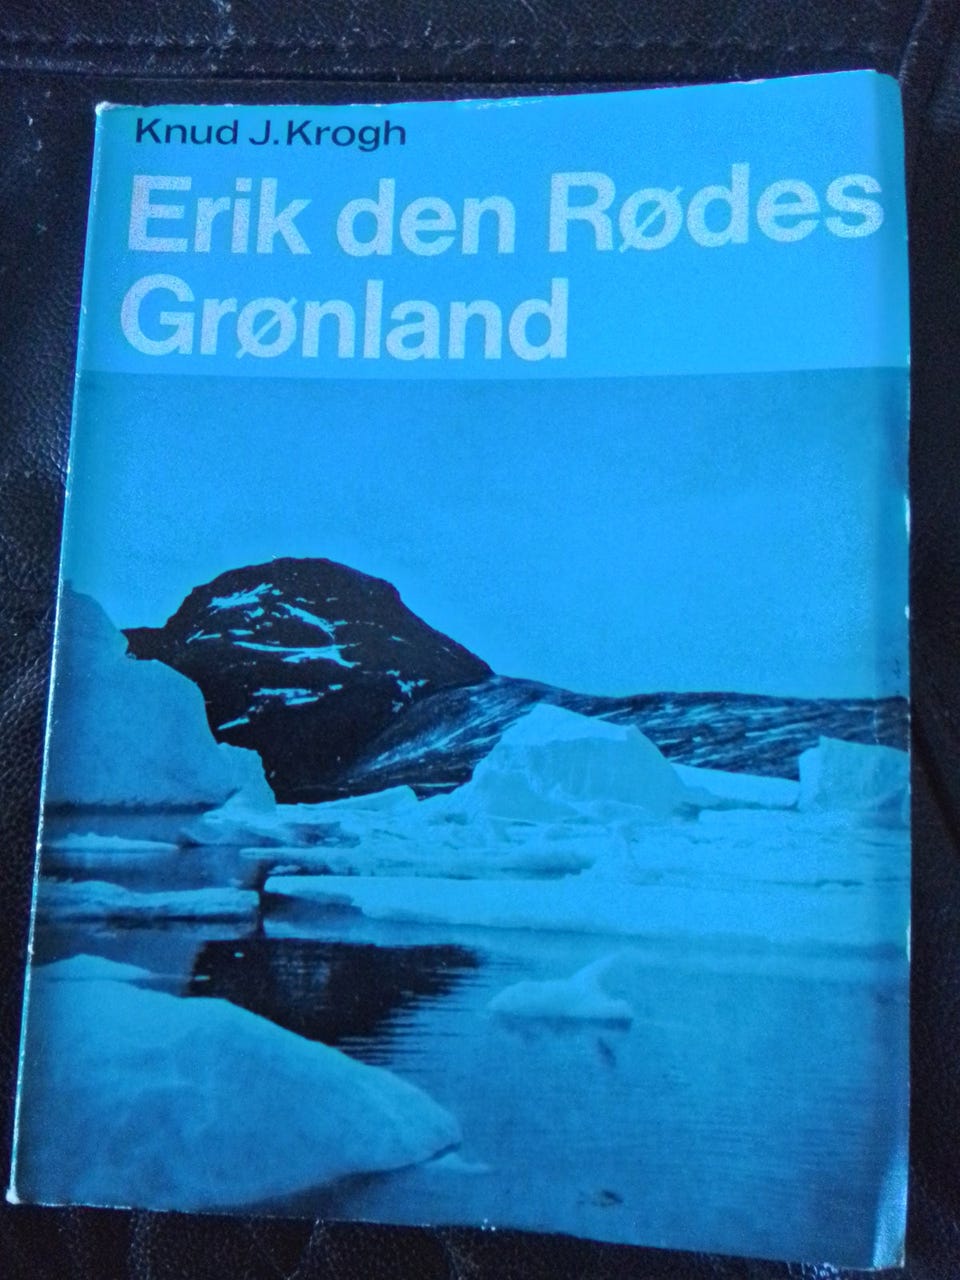 Knud J. Krogh
Erik den Rødes
Grønland